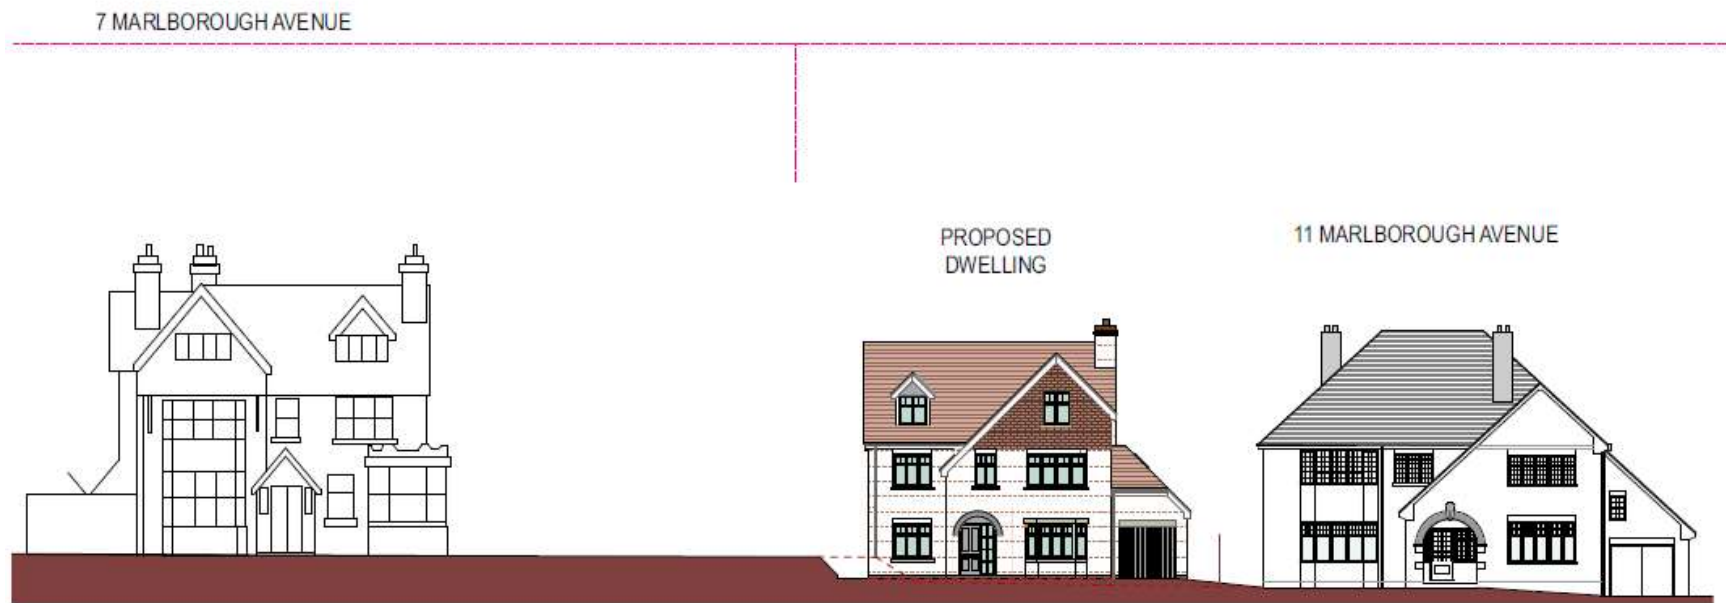 7 MARLBOROUGH AVENUE
PROPOSED
DWELLING
11 MARLBOROUGH AVENUE